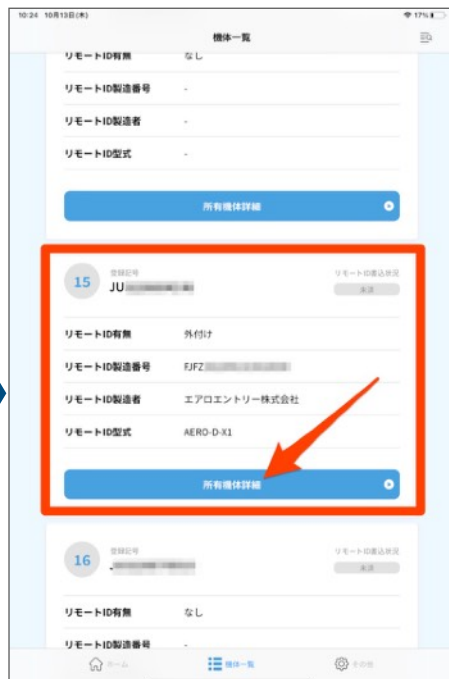 10:24 10月13日(木) 17%
機体一覧
リモートID有無 なし
リモートID製造番号 -
リモートID製造者 -
リモートID型式 -
所有機体詳細
15 登録記号 リモートID書込状況
JU 未済
リモートID有無 外付け
リモートID製造番号 FJFZ
リモートID製造者 エアロエントリー株式会社
リモートID型式 AERO-D-X1
所有機体詳細
16 登録記号 リモートID書込状況
未済
リモートID有無 なし
リモートID製造番号 -
ホーム 機体一覧 その他